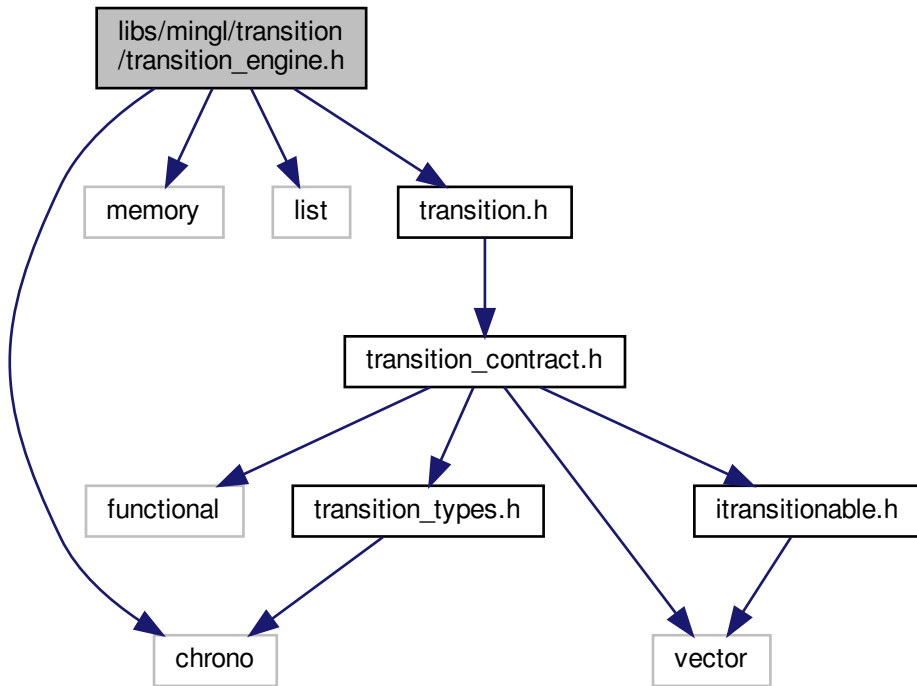 libs/mingl/transition
/transition_engine.h
memory
list
transition.h
transition_contract.h
functional
transition_types.h
itransitionable.h
chrono
vector